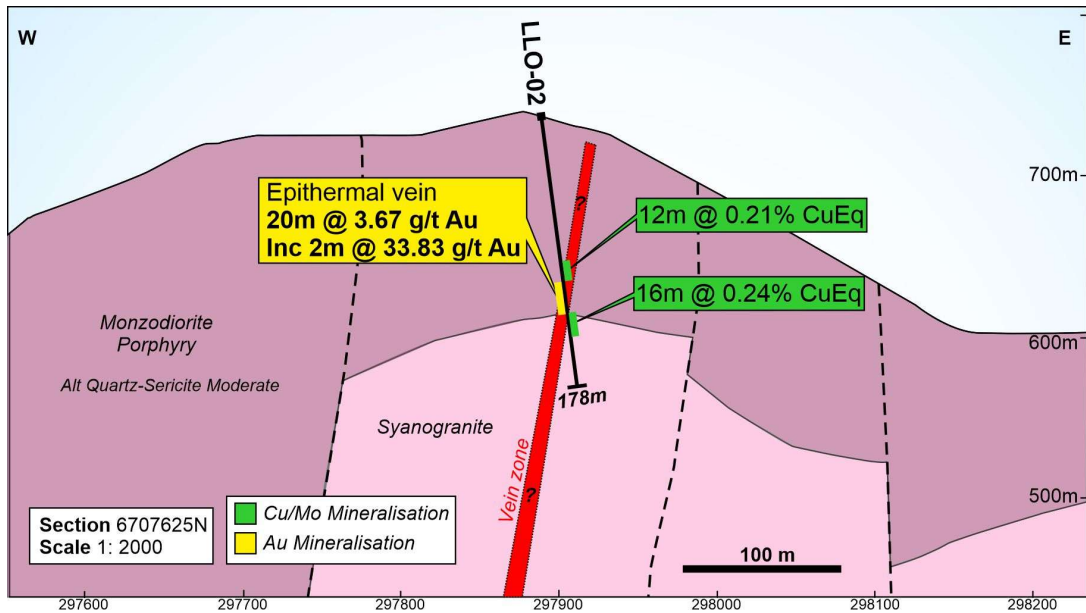 W
E
LLO-02
700m
Epithermal vein
20m @ 3.67 g/t Au
Inc 2m @ 33.83 g/t Au
?
12m @ 0.21% CuEq
16m @ 0.24% CuEq
Monzodiorite
Porphyry
600m
Alt Quartz-Sericite Moderate
178m
Syanogranite
Vein zone
?
500m
Section 6707625N
Scale 1: 2000
Cu/Mo Mineralisation
Au Mineralisation
100 m
297600
297700
297800
297900
298000
298100
298200